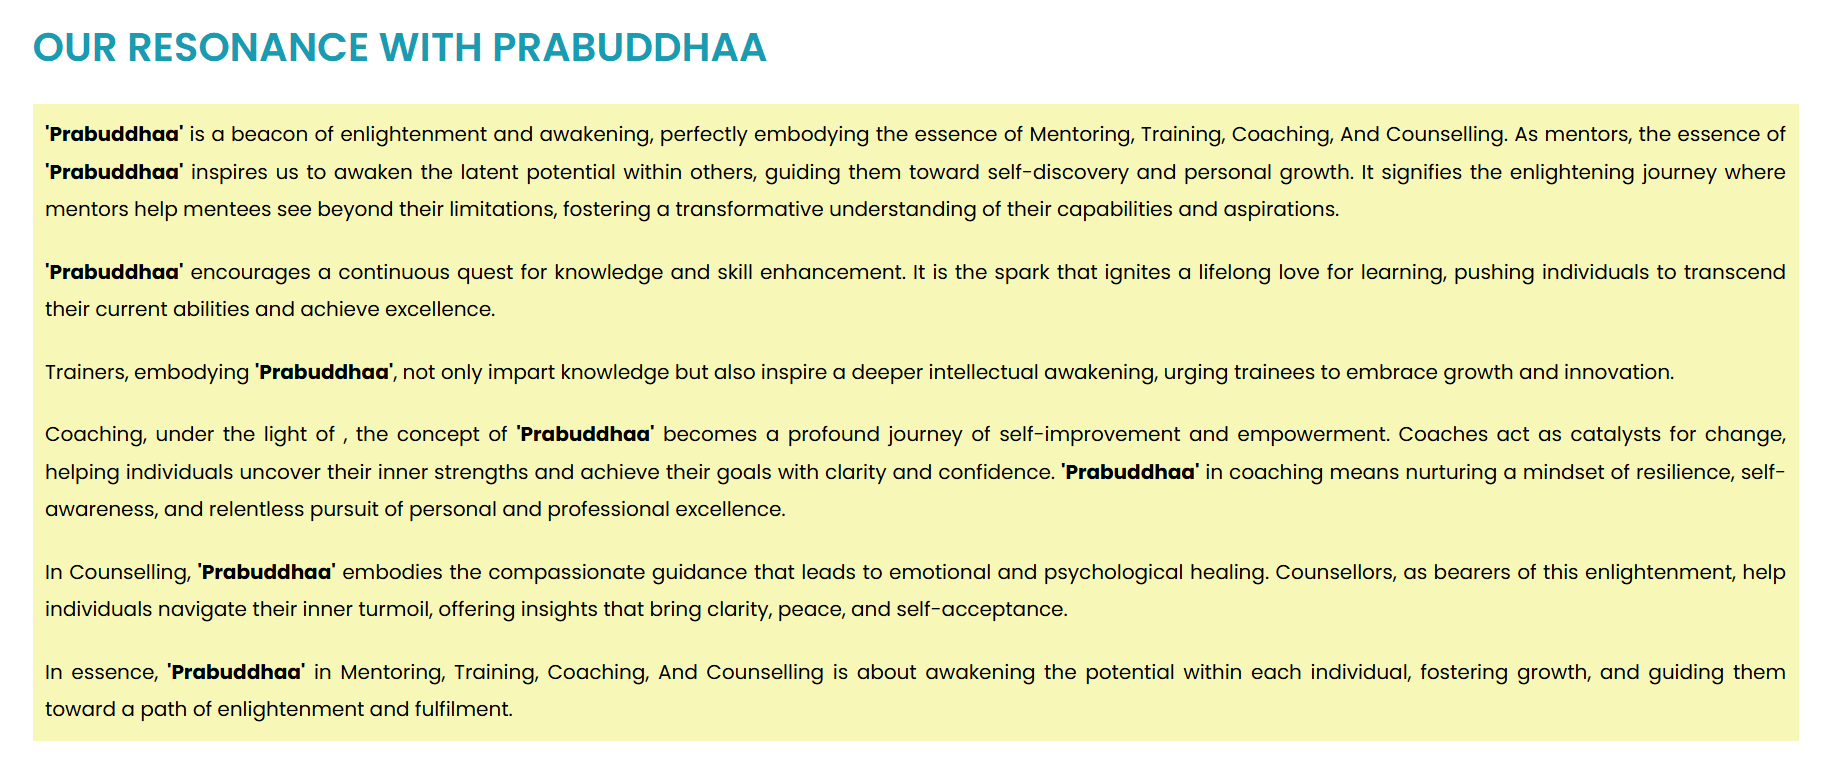 OUR RESONANCE WITH PRABUDDHAA
'Prabuddhaa' is a beacon of enlightenment and awakening, perfectly embodying the essence of Mentoring, Training, Coaching, And Counselling. As mentors, the essence of
'Prabuddhaa' inspires us to awaken the latent potential within others, guiding them toward self-discovery and personal growth. It signifies the enlightening journey where
mentors help mentees see beyond their limitations, fostering a transformative understanding of their capabilities and aspirations.
'Prabuddhaa' encourages a continuous quest for knowledge and skill enhancement. It is the spark that ignites a lifelong love for learning, pushing individuals to transcend
their current abilities and achieve excellence.
Trainers, embodying 'Prabuddhaa', not only impart knowledge but also inspire a deeper intellectual awakening, urging trainees to embrace growth and innovation.
Coaching, under the light of , the concept of 'Prabuddhaa' becomes a profound journey of self-improvement and empowerment. Coaches act as catalysts for change,
helping individuals uncover their inner strengths and achieve their goals with clarity and confidence. 'Prabuddhaa' in coaching means nurturing a mindset of resilience, self-
awareness, and relentless pursuit of personal and professional excellence.
In Counselling, 'Prabuddhaa' embodies the compassionate guidance that leads to emotional and psychological healing. Counsellors, as bearers of this enlightenment, help
individuals navigate their inner turmoil, offering insights that bring clarity, peace, and self-acceptance.
In essence, 'Prabuddhaa' in Mentoring, Training, Coaching, And Counselling is about awakening the potential within each individual, fostering growth, and guiding them
toward a path of enlightenment and fulfilment.